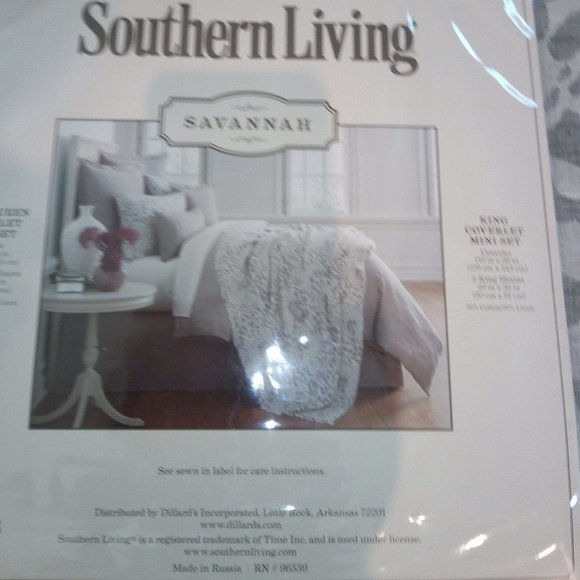 Southern Living
SAVANNAH
KING
COVERLET
MINI SET
Coverlet
2 King Shams
See sewn in label for care instructions.
Distributed by Dillard's Incorporated, Little Rock, Arkansas 72201
www.dillards.com
Southern Living® is a registered trademark of Time Inc. and is used under license.
www.southernliving.com
Made in Russia | RN # 96539